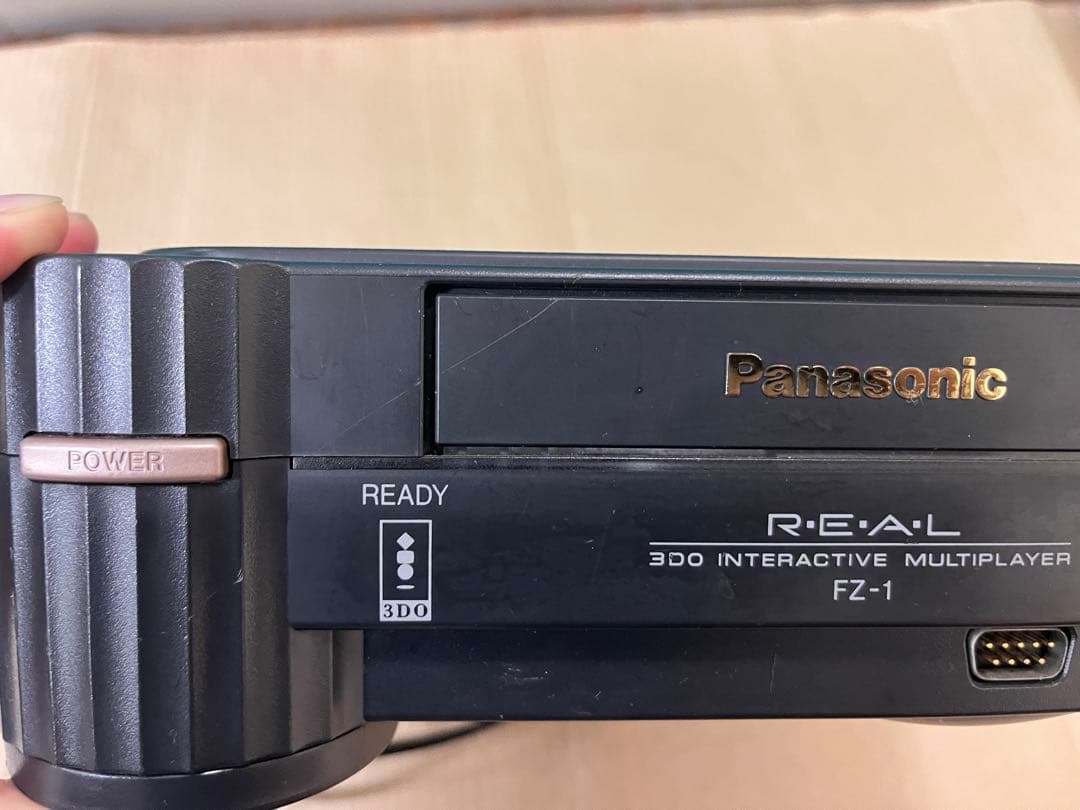 Panasonic
POWER
READY
3DO
R·E·A·L
3DO INTERACTIVE MULTIPLAYER
FZ-1